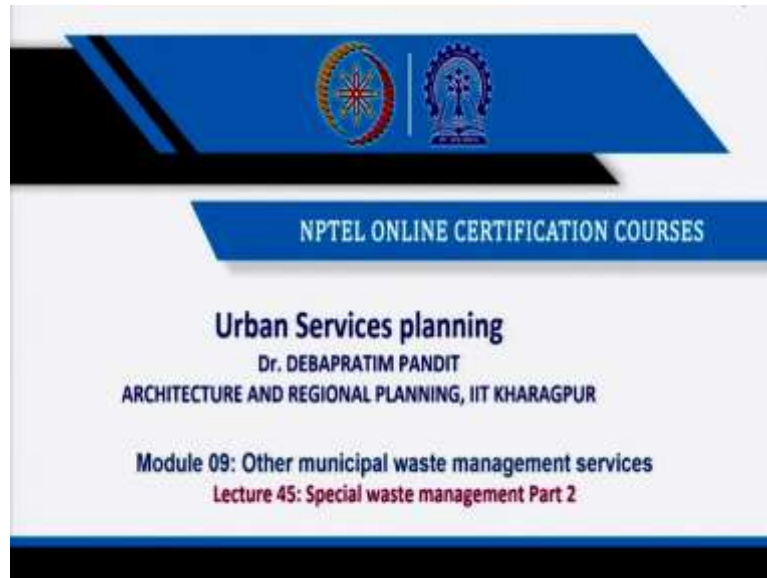 NPTEL ONLINE CERTIFICATION COURSES
Urban Services planning
Dr. DEBAPRATIM PANDIT
ARCHITECTURE AND REGIONAL PLANNING, IIT KHARAGPUR
Module 09: Other municipal waste management services
Lecture 45: Special waste management Part 2